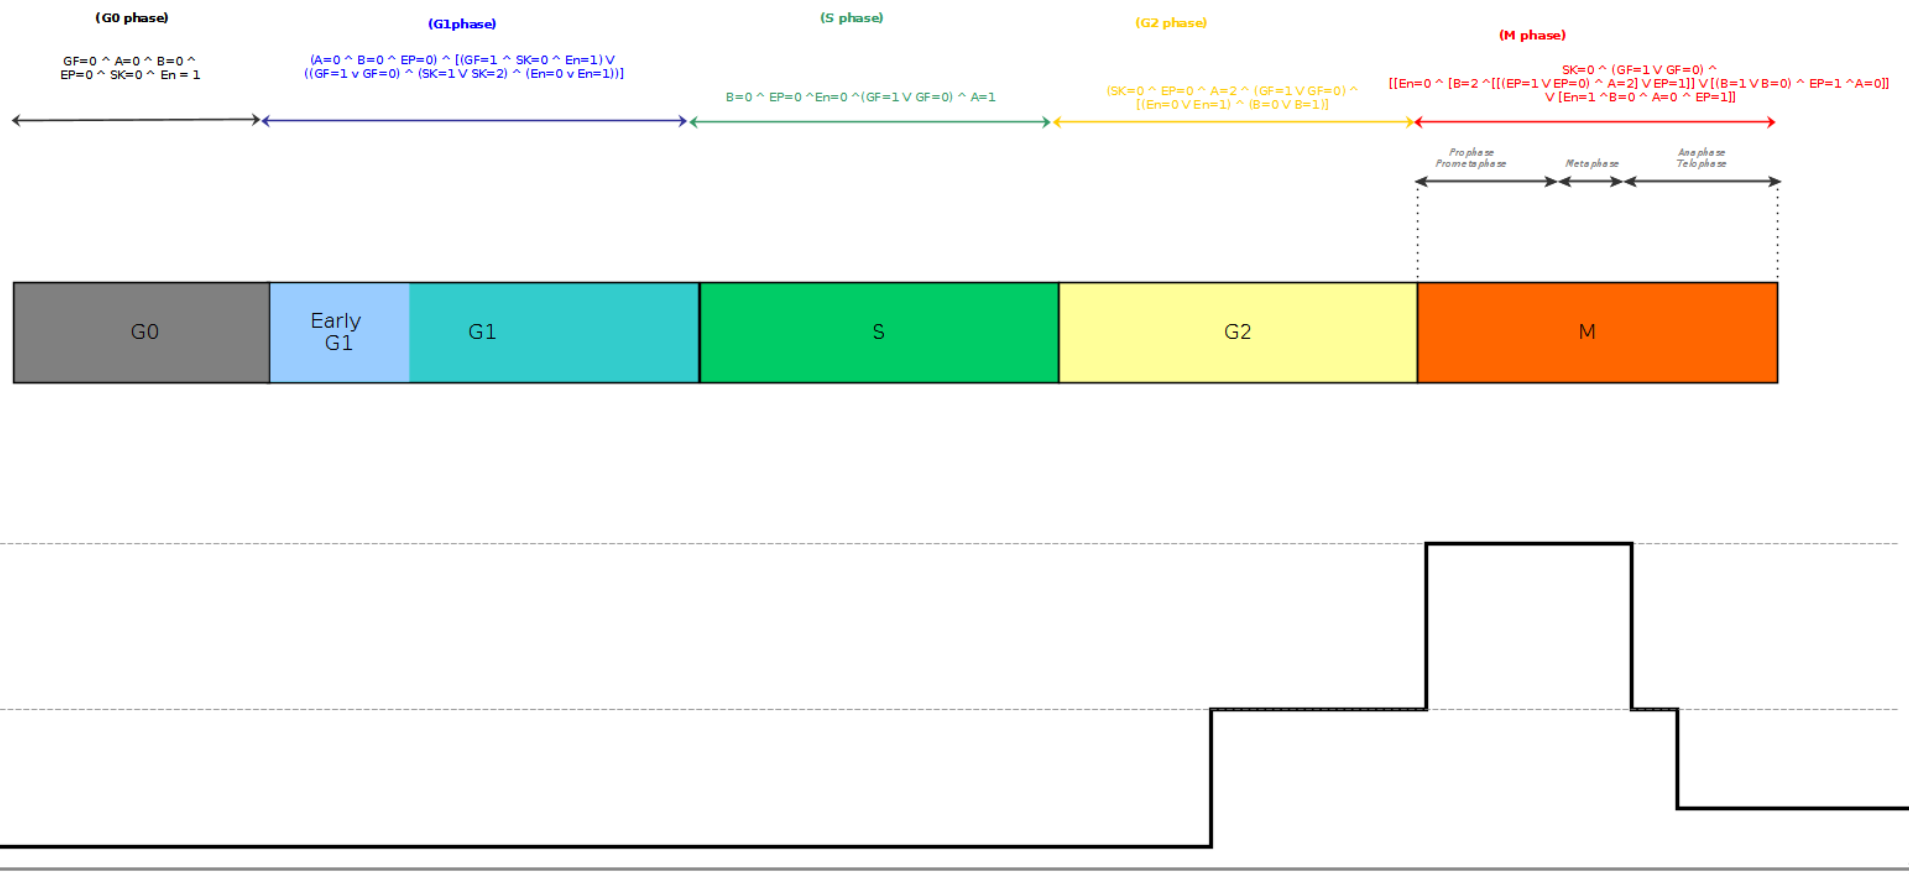 (G0 phase)
GF=0 ^ A=0 ^ B=0 ^
EP=0 ^ SK=0 ^ En = 1
(G1phase)
(A=0 ^ B=0 ^ EP=0) ^ [(GF=1 ^ SK=0 ^ En=1) V
((GF=1 v GF=0) ^ (SK=1 V SK=2) ^ (En=0 v En=1))]
(S phase)
B=0 ^ EP=0 ^En=0 ^(GF=1 V GF=0) ^ A=1
(G2 phase)
(SK=0 ^ EP=0 ^ A=2 ^ (GF=1 V GF=0) ^
[(En=0 V En=1) ^ (B=0 V B=1)]
(M phase)
SK=0 ^ (GF=1 V GF=0) ^
[[En=0 ^ [B=2 ^[[(EP=1 V EP=0) ^ A=2] V EP=1]] V [(B=1 V B=0) ^ EP=1 ^A=0]]
V [En=1 ^B=0 ^ A=0 ^ EP=1]]
Prophase
Prometaphase
Metaphase
Anaphase
Telophase
G0
Early
G1
G1
S
G2
M